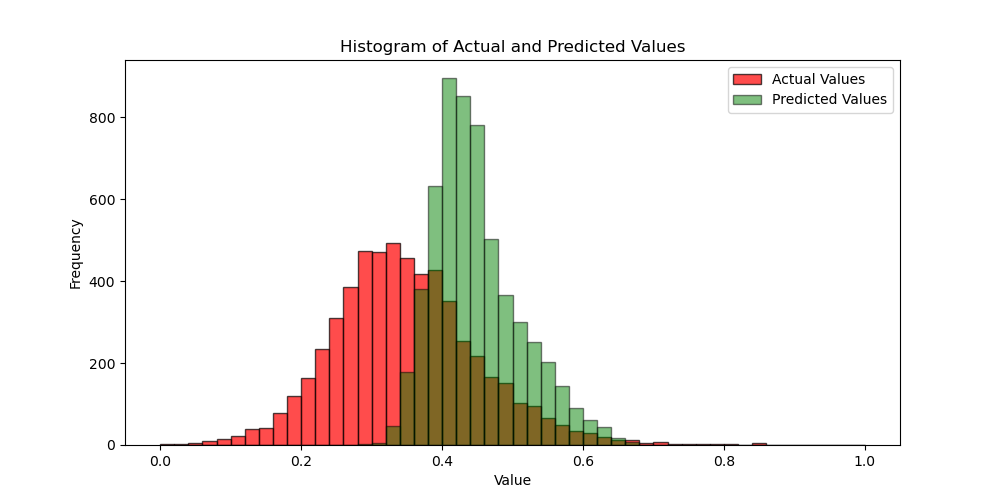 Histogram of Actual and Predicted Values
Actual Values
Predicted Values
Frequency
800
600
400
200
0
0.0
0.2
0.4
0.6
0.8
1.0
Value